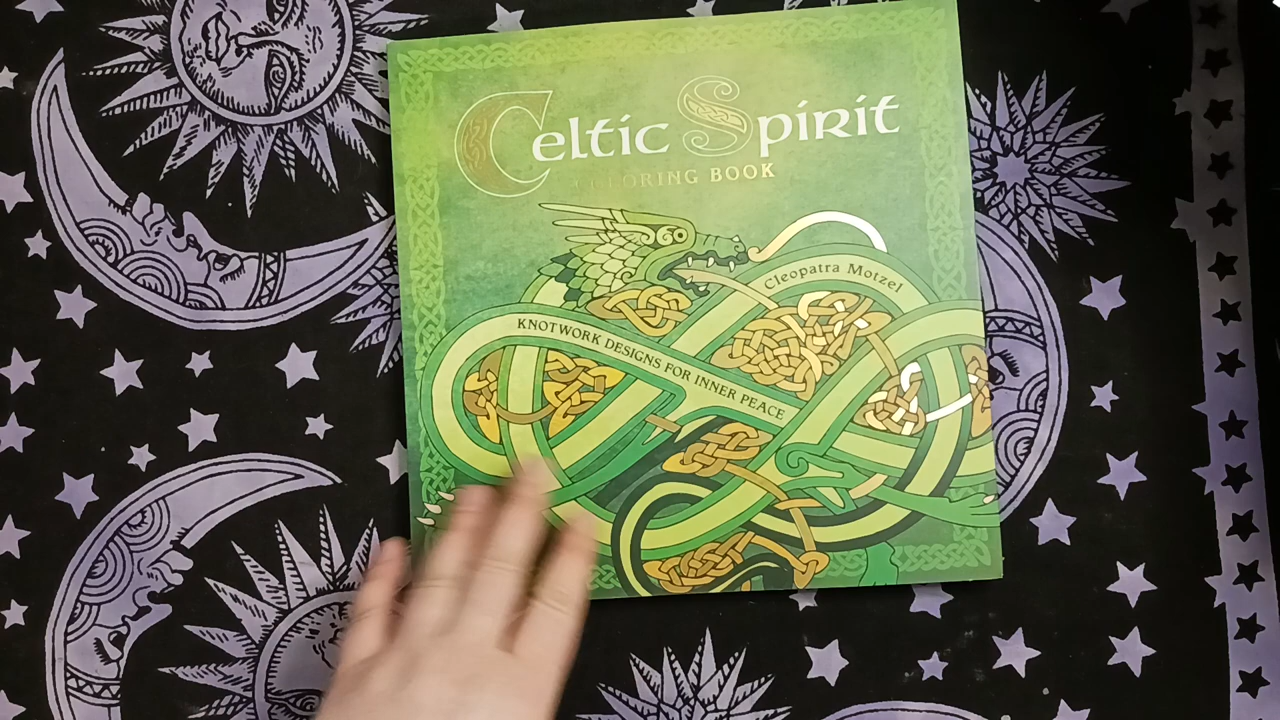 Celtic Spirit
COLORING BOOK
Cleopatra Motzel
KNOTWORK DESIGNS FOR INNER PEACE